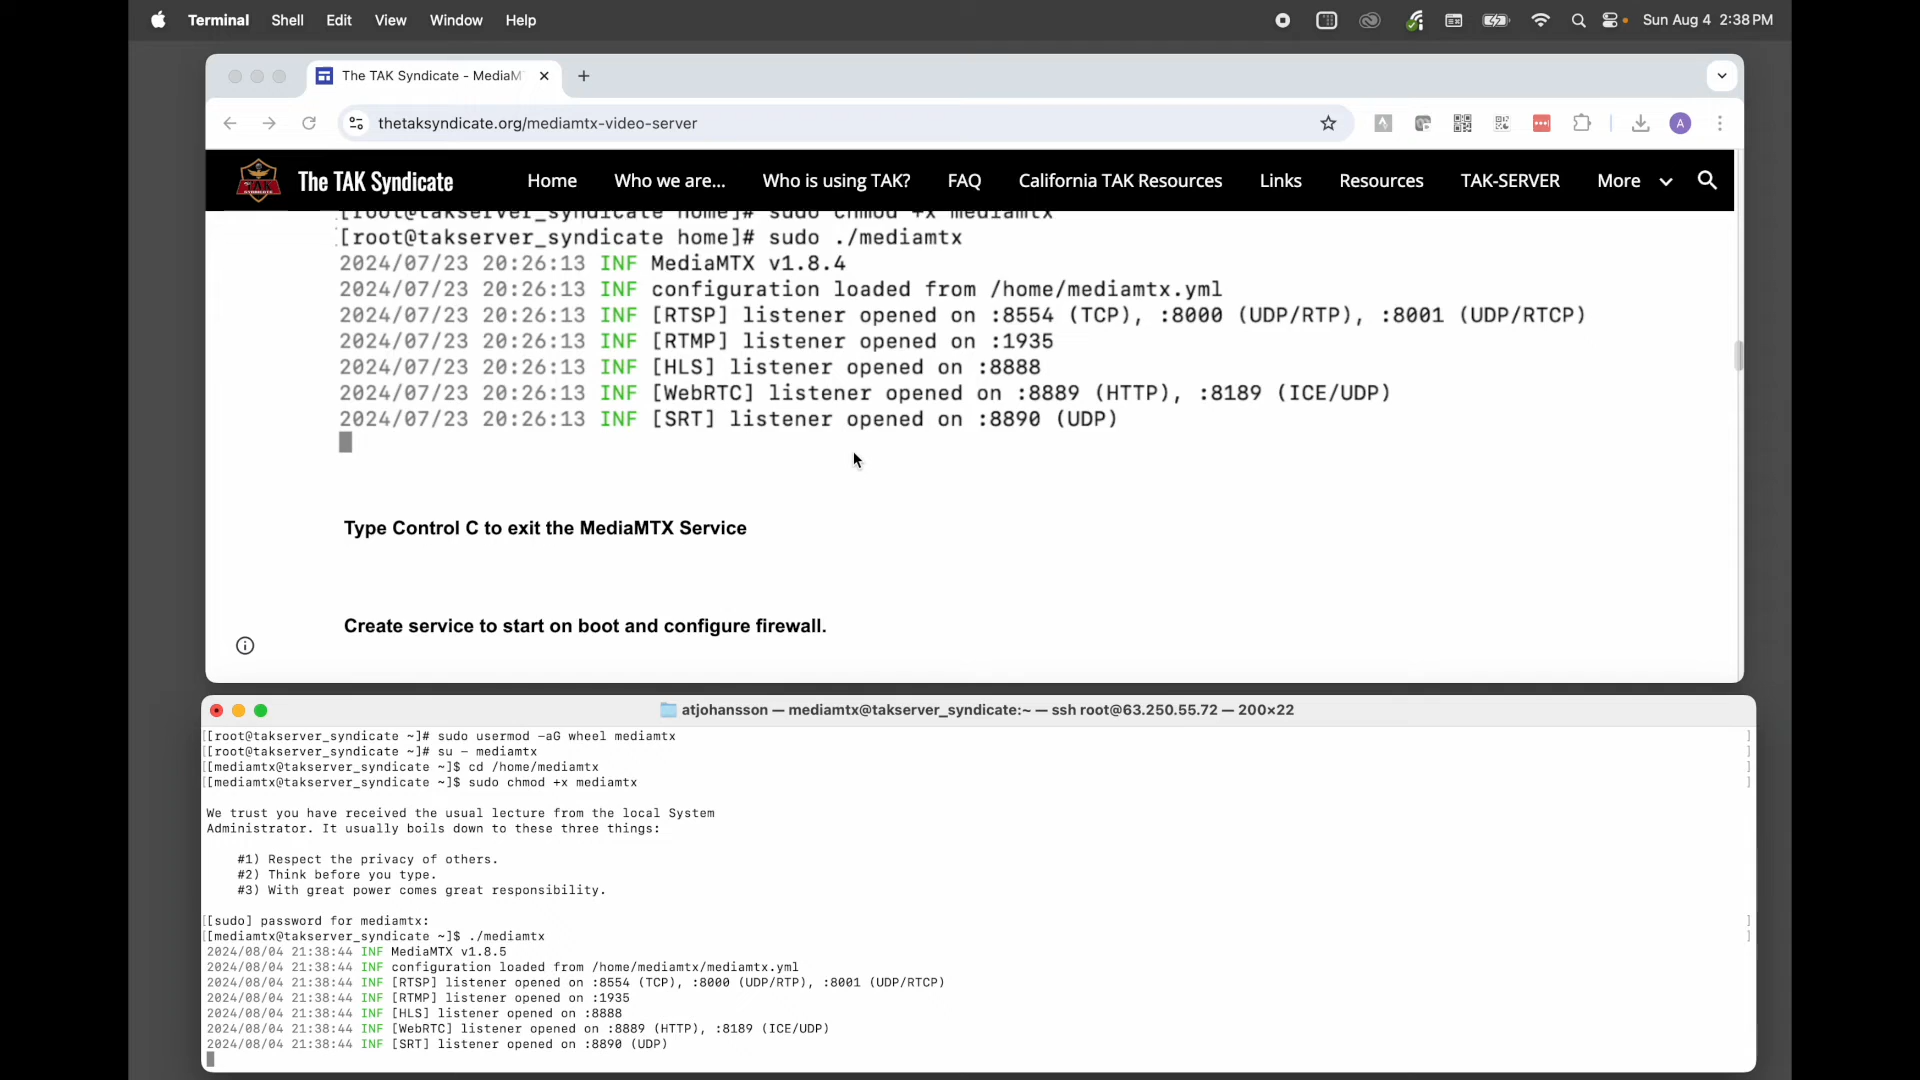 Terminal Shell Edit View Window Help Sun Aug 4 2:38 PM
The TAK Syndicate - MediaM
thetaksyndicate.org/mediamtx-video-server A
TAK SYNDICATE The TAK Syndicate Home Who we are... Who is using TAK? FAQ California TAK Resources Links Resources TAK-SERVER More
[root@takserver_syndicate home]# sudo chmod +x mediamtx
[root@takserver_syndicate home]# sudo ./mediamtx
2024/07/23 20:26:13 INF MediaMTX v1.8.4
2024/07/23 20:26:13 INF configuration loaded from /home/mediamtx.yml
2024/07/23 20:26:13 INF [RTSP] listener opened on :8554 (TCP), :8000 (UDP/RTP), :8001 (UDP/RTCP)
2024/07/23 20:26:13 INF [RTMP] listener opened on :1935
2024/07/23 20:26:13 INF [HLS] listener opened on :8888
2024/07/23 20:26:13 INF [WebRTC] listener opened on :8889 (HTTP), :8189 (ICE/UDP)
2024/07/23 20:26:13 INF [SRT] listener opened on :8890 (UDP)
Type Control C to exit the MediaMTX Service
Create service to start on boot and configure firewall.
atjohansson — mediamtx@takserver_syndicate:~ — ssh root@63.250.55.72 — 200×22
[[root@takserver_syndicate ~]# sudo usermod -aG wheel mediamtx ]
[[root@takserver_syndicate ~]# su - mediamtx ]
[[mediamtx@takserver_syndicate ~]$ cd /home/mediamtx ]
[[mediamtx@takserver_syndicate ~]$ sudo chmod +x mediamtx ]
We trust you have received the usual lecture from the local System
Administrator. It usually boils down to these three things:
#1) Respect the privacy of others.
#2) Think before you type.
#3) With great power comes great responsibility.
[[sudo] password for mediamtx: ]
[[mediamtx@takserver_syndicate ~]$ ./mediamtx ]
2024/08/04 21:38:44 INF MediaMTX v1.8.5
2024/08/04 21:38:44 INF configuration loaded from /home/mediamtx/mediamtx.yml
2024/08/04 21:38:44 INF [RTSP] listener opened on :8554 (TCP), :8000 (UDP/RTP), :8001 (UDP/RTCP)
2024/08/04 21:38:44 INF [RTMP] listener opened on :1935
2024/08/04 21:38:44 INF [HLS] listener opened on :8888
2024/08/04 21:38:44 INF [WebRTC] listener opened on :8889 (HTTP), :8189 (ICE/UDP)
2024/08/04 21:38:44 INF [SRT] listener opened on :8890 (UDP)